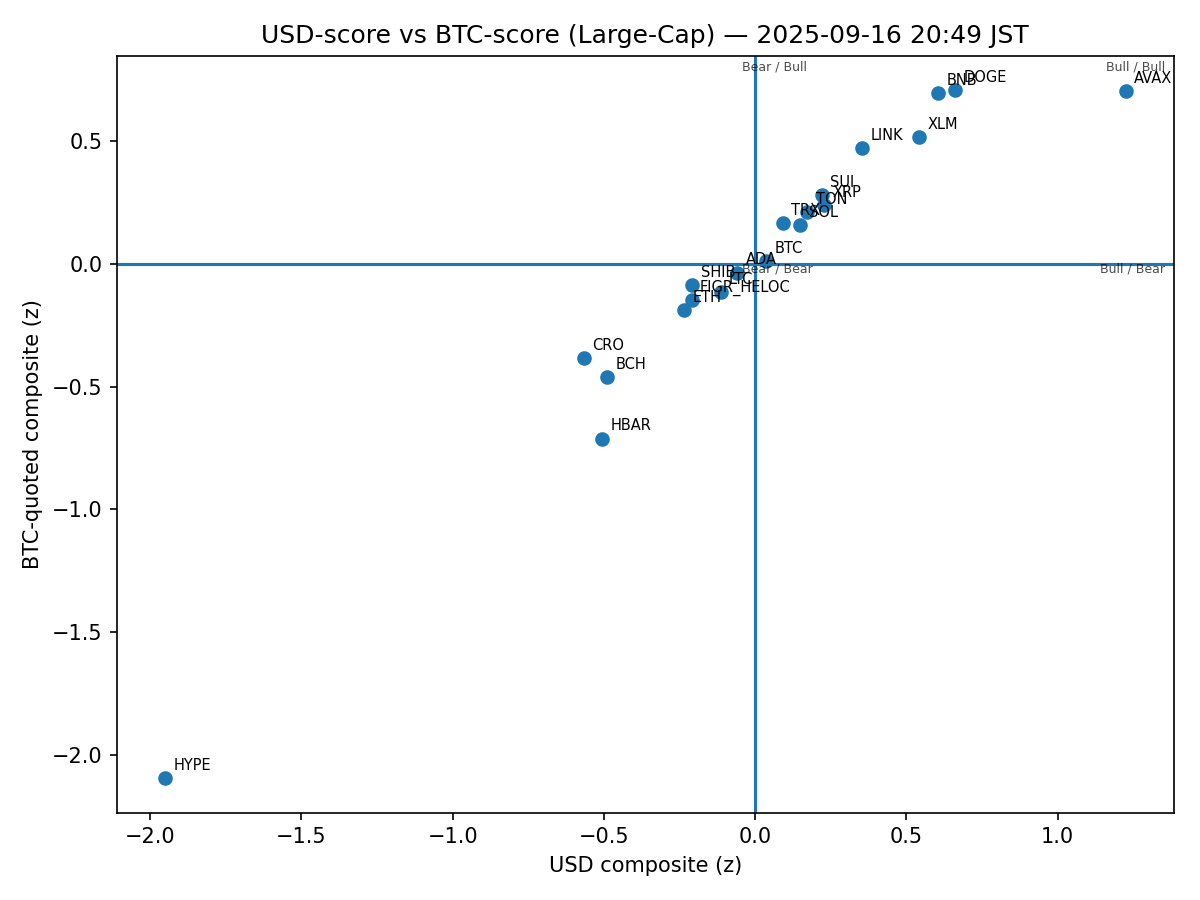 USD-score vs BTC-score (Large-Cap) — 2025-09-16 20:49 JST
Bear / Bull
Bull / Bull
AVAX
DOGE
BNB
XLM
LINK
SUI
XRP
TON
TRX
SOL
BTC
ADA
Bear / Bear
Bull / Bear
SHIB
LTC
FIGR_HELOC
ETH
CRO
BCH
HBAR
HYPE
0.5
0.0
−0.5
−1.0
−1.5
−2.0
BTC-quoted composite (z)
−2.0 −1.5 −1.0 −0.5 0.0 0.5 1.0
USD composite (z)